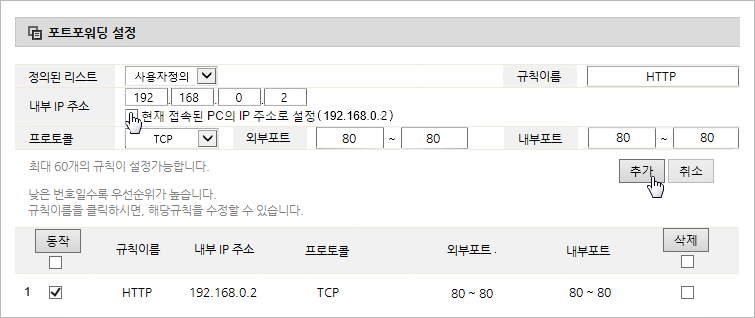 포트포워딩 설정
정의된 리스트 사용자정의 규칙이름 HTTP
내부 IP 주소 192 . 168 . 0 . 2
현재 접속된 PC의 IP 주소로 설정(192.168.0.2)
프로토콜 TCP 외부포트 80 ~ 80 내부포트 80 ~ 80
최대 60개의 규칙이 설정가능합니다. 추가 취소
낮은 번호일수록 우선순위가 높습니다.
규칙이름을 클릭하시면, 해당규칙을 수정할 수 있습니다.
동작 규칙이름 내부 IP 주소 프로토콜 외부포트 . 내부포트 삭제
1 HTTP 192.168.0.2 TCP 80 ~ 80 80 ~ 80